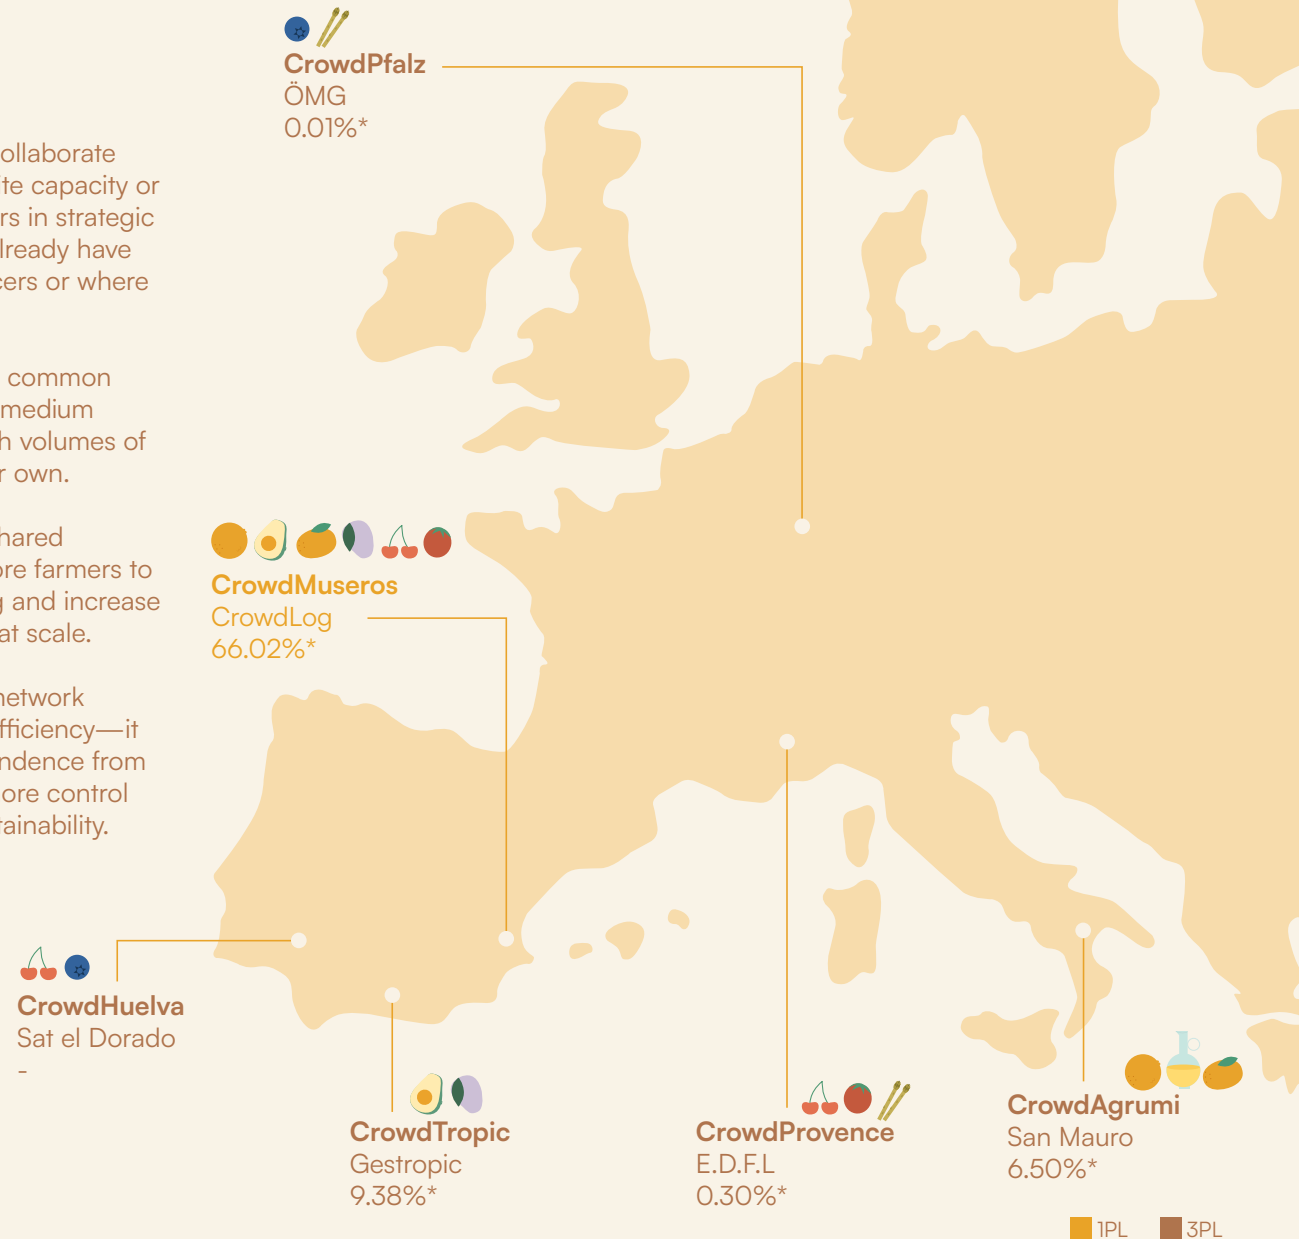 CrowdPfalz
ÖMG
0.01%*
ollaborate
ite capacity or
rs in strategic
lready have
cers or where
common
medium
h volumes of
r own.
hared
ore farmers to
g and increase
at scale.
network
fficiency—it
ndence from
ore control
tainability.
CrowdMuseros
CrowdLog
66.02%*
CrowdHuelva
Sat el Dorado
-
CrowdTropic
Gestropic
9.38%*
CrowdProvence
E.D.F.L
0.30%*
CrowdAgrumi
San Mauro
6.50%*
1PL 3PL